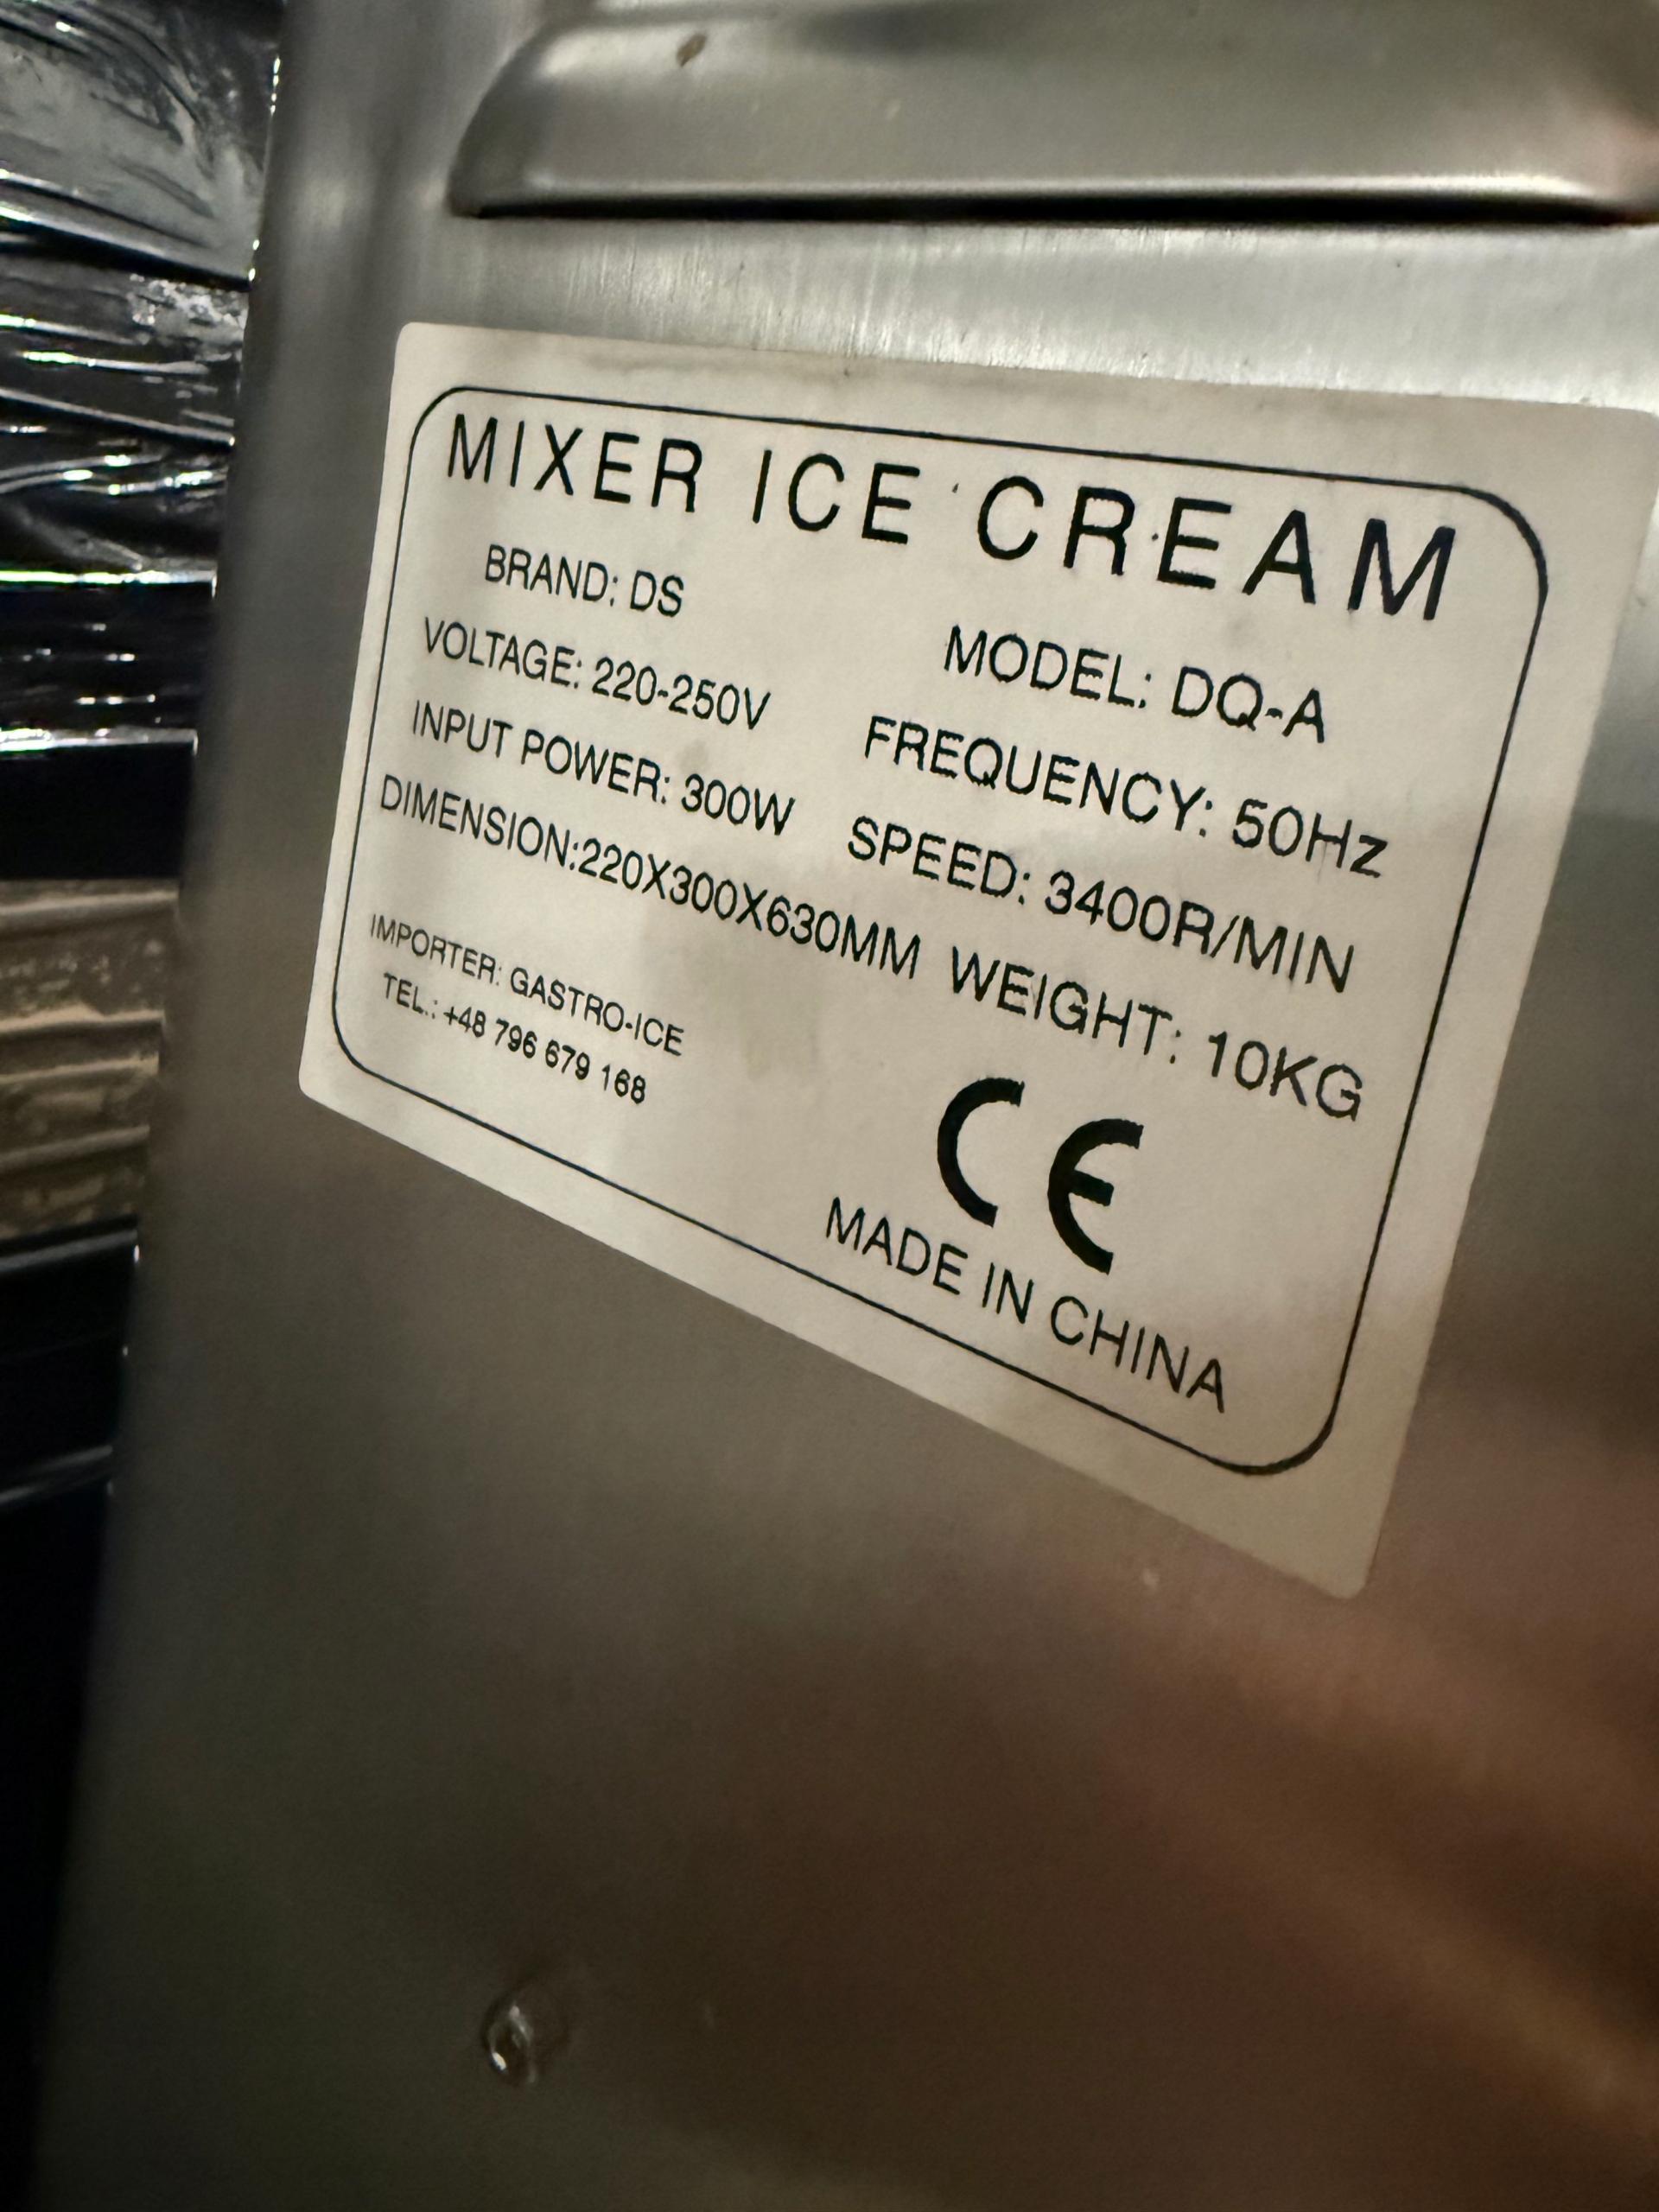 MIXER ICE CREAM
BRAND: DS MODEL: DQ-A
VOLTAGE: 220-250V FREQUENCY: 50Hz
INPUT POWER: 300W SPEED: 3400R/MIN
DIMENSION:220X300X630MM WEIGHT: 10KG
IMPORTER: GASTRO-ICE
TEL.: +48 796 679 168
CE
MADE IN CHINA